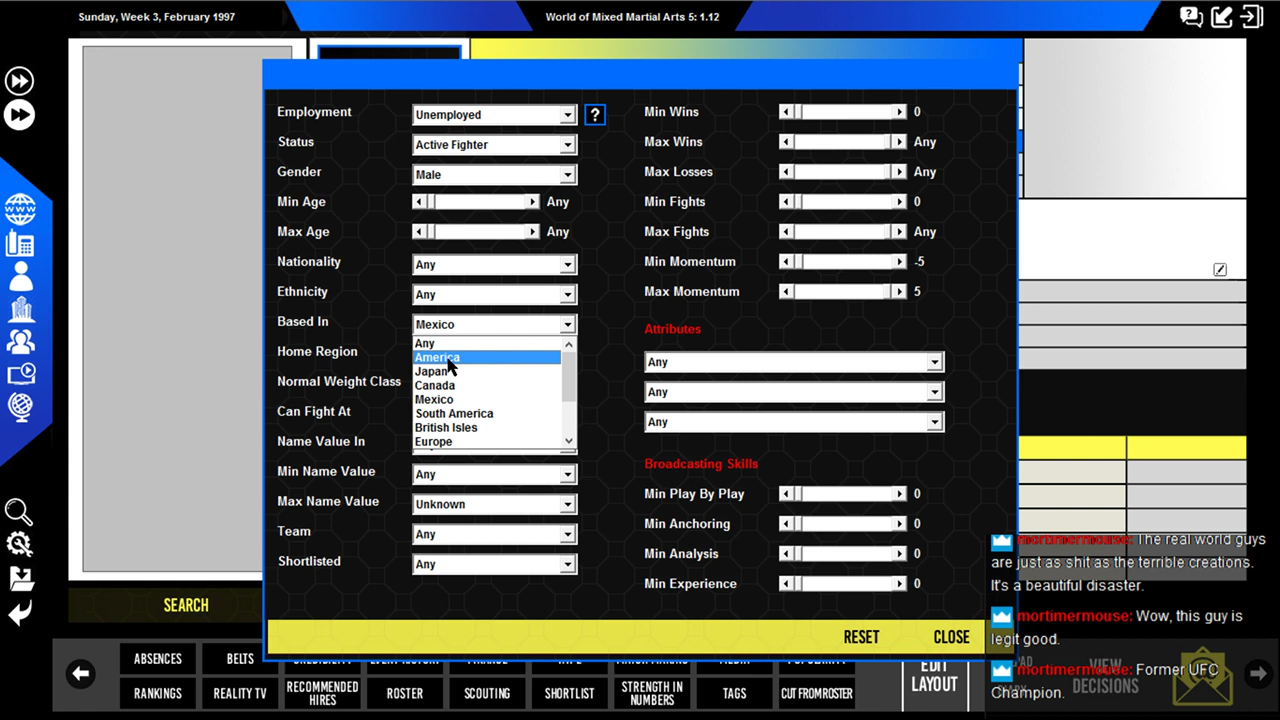 Sunday, Week 3, February 1997
World of Mixed Martial Arts 5: 1.12
Employment
Unemployed
?
Status
Active Fighter
Gender
Male
Min Age
Any
Max Age
Any
Nationality
Any
Ethnicity
Any
Based In
Mexico
Any
America
Japan
Canada
Mexico
South America
British Isles
Europe
Home Region
Normal Weight Class
Can Fight At
Name Value In
Min Name Value
Any
Max Name Value
Unknown
Team
Any
Shortlisted
Any
Min Wins
0
Max Wins
Any
Max Losses
Any
Min Fights
0
Max Fights
Any
Min Momentum
-5
Max Momentum
5
Attributes
Any
Any
Any
Broadcasting Skills
Min Play By Play
0
Min Anchoring
0
Min Analysis
0
Min Experience
0
RESET
CLOSE
SEARCH
mortimermouse: The real world guys
are just as shit as the terrible creations.
It's a beautiful disaster.
mortimermouse: Wow, this guy is
legit good.
mortimermouse: Former UFC
Champion.
ABSENCES
BELTS
RANKINGS
REALITY TV
RECOMMENDED
HIRES
ROSTER
SCOUTING
SHORTLIST
STRENGTH IN
NUMBERS
TAGS
CUT FROM ROSTER
EDIT
LAYOUT
VIEW
DECISIONS
www